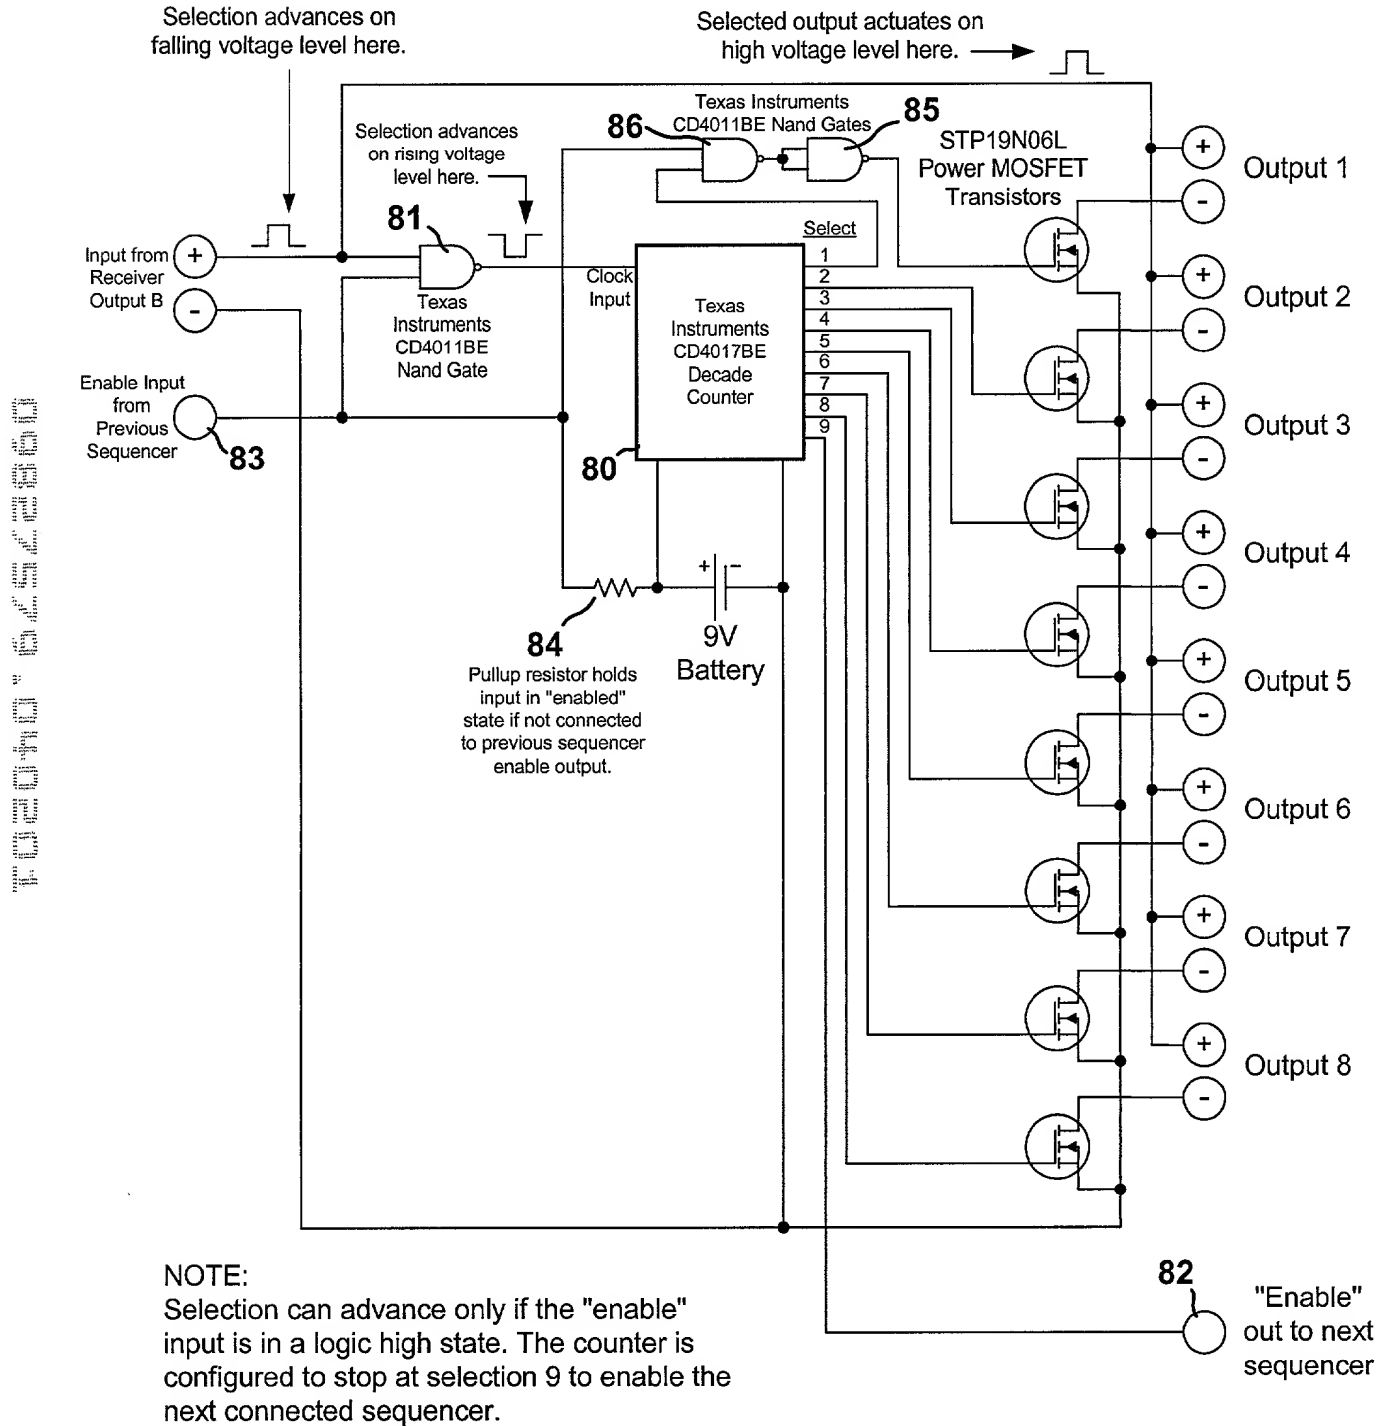 Selection advances on
falling voltage level here.
Selected output actuates on
high voltage level here.
Texas Instruments
CD4011BE Nand Gates
86
85
Selection advances
on rising voltage
level here.
STP19N06L
Power MOSFET
Transistors
81
Select
Input from
Receiver
Output B
+
-
Texas
Instruments
CD4011BE
Nand Gate
Clock
Input
Texas
Instruments
CD4017BE
Decade
Counter
1
2
3
4
5
6
7
8
9
80
Enable Input
from
Previous
Sequencer
83
84
Pullup resistor holds
input in "enabled"
state if not connected
to previous sequencer
enable output.
+ -
9V
Battery
+
-
Output 1
+
-
Output 2
+
-
Output 3
+
-
Output 4
+
-
Output 5
+
-
Output 6
+
-
Output 7
+
-
Output 8
82
"Enable"
out to next
sequencer
NOTE:
Selection can advance only if the "enable"
input is in a logic high state. The counter is
configured to stop at selection 9 to enable the
next connected sequencer.
09827579.040201